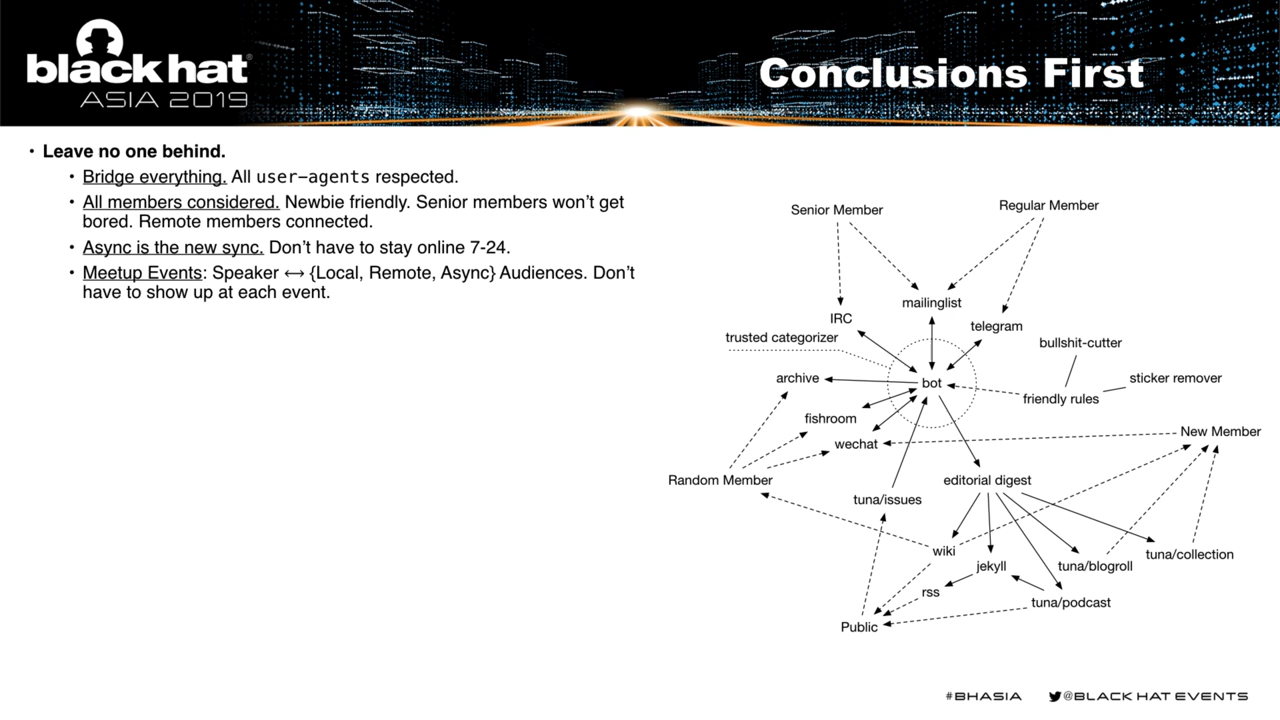 black hat®
ASIA 2019
Conclusions First
• Leave no one behind.
• Bridge everything. All user-agents respected.
• All members considered. Newbie friendly. Senior members won’t get
bored. Remote members connected.
• Async is the new sync. Don’t have to stay online 7-24.
• Meetup Events: Speaker ↔ {Local, Remote, Async} Audiences. Don’t
have to show up at each event.
Senior Member
Regular Member
mailinglist
IRC
telegram
trusted categorizer
bullshit-cutter
archive
bot
sticker remover
friendly rules
fishroom
New Member
wechat
Random Member
editorial digest
tuna/issues
wiki
tuna/collection
jekyll
tuna/blogroll
rss
tuna/podcast
Public
#BHASIA
@BLACK HAT EVENTS